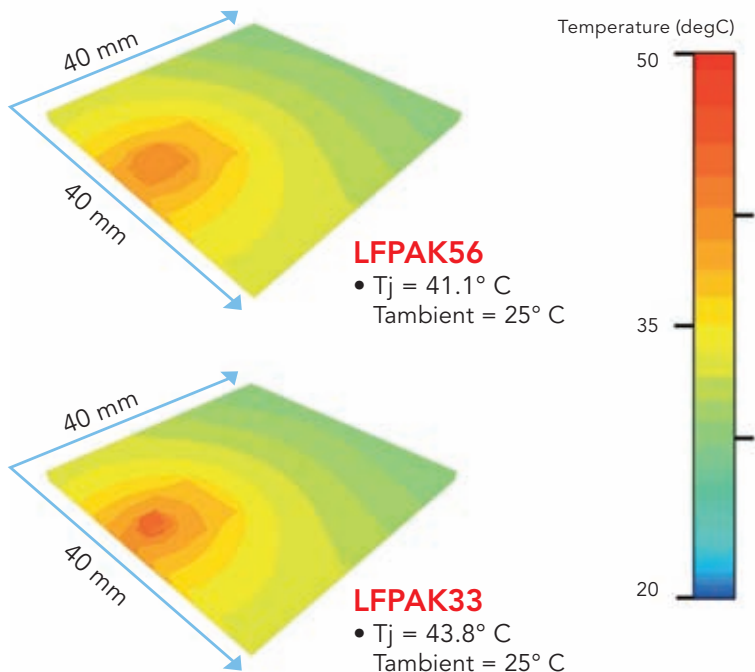 40 mm
40 mm
LFPAK56
• Tj = 41.1° C
Tambient = 25° C
40 mm
40 mm
LFPAK33
• Tj = 43.8° C
Tambient = 25° C
Temperature (degC)
50
35
20